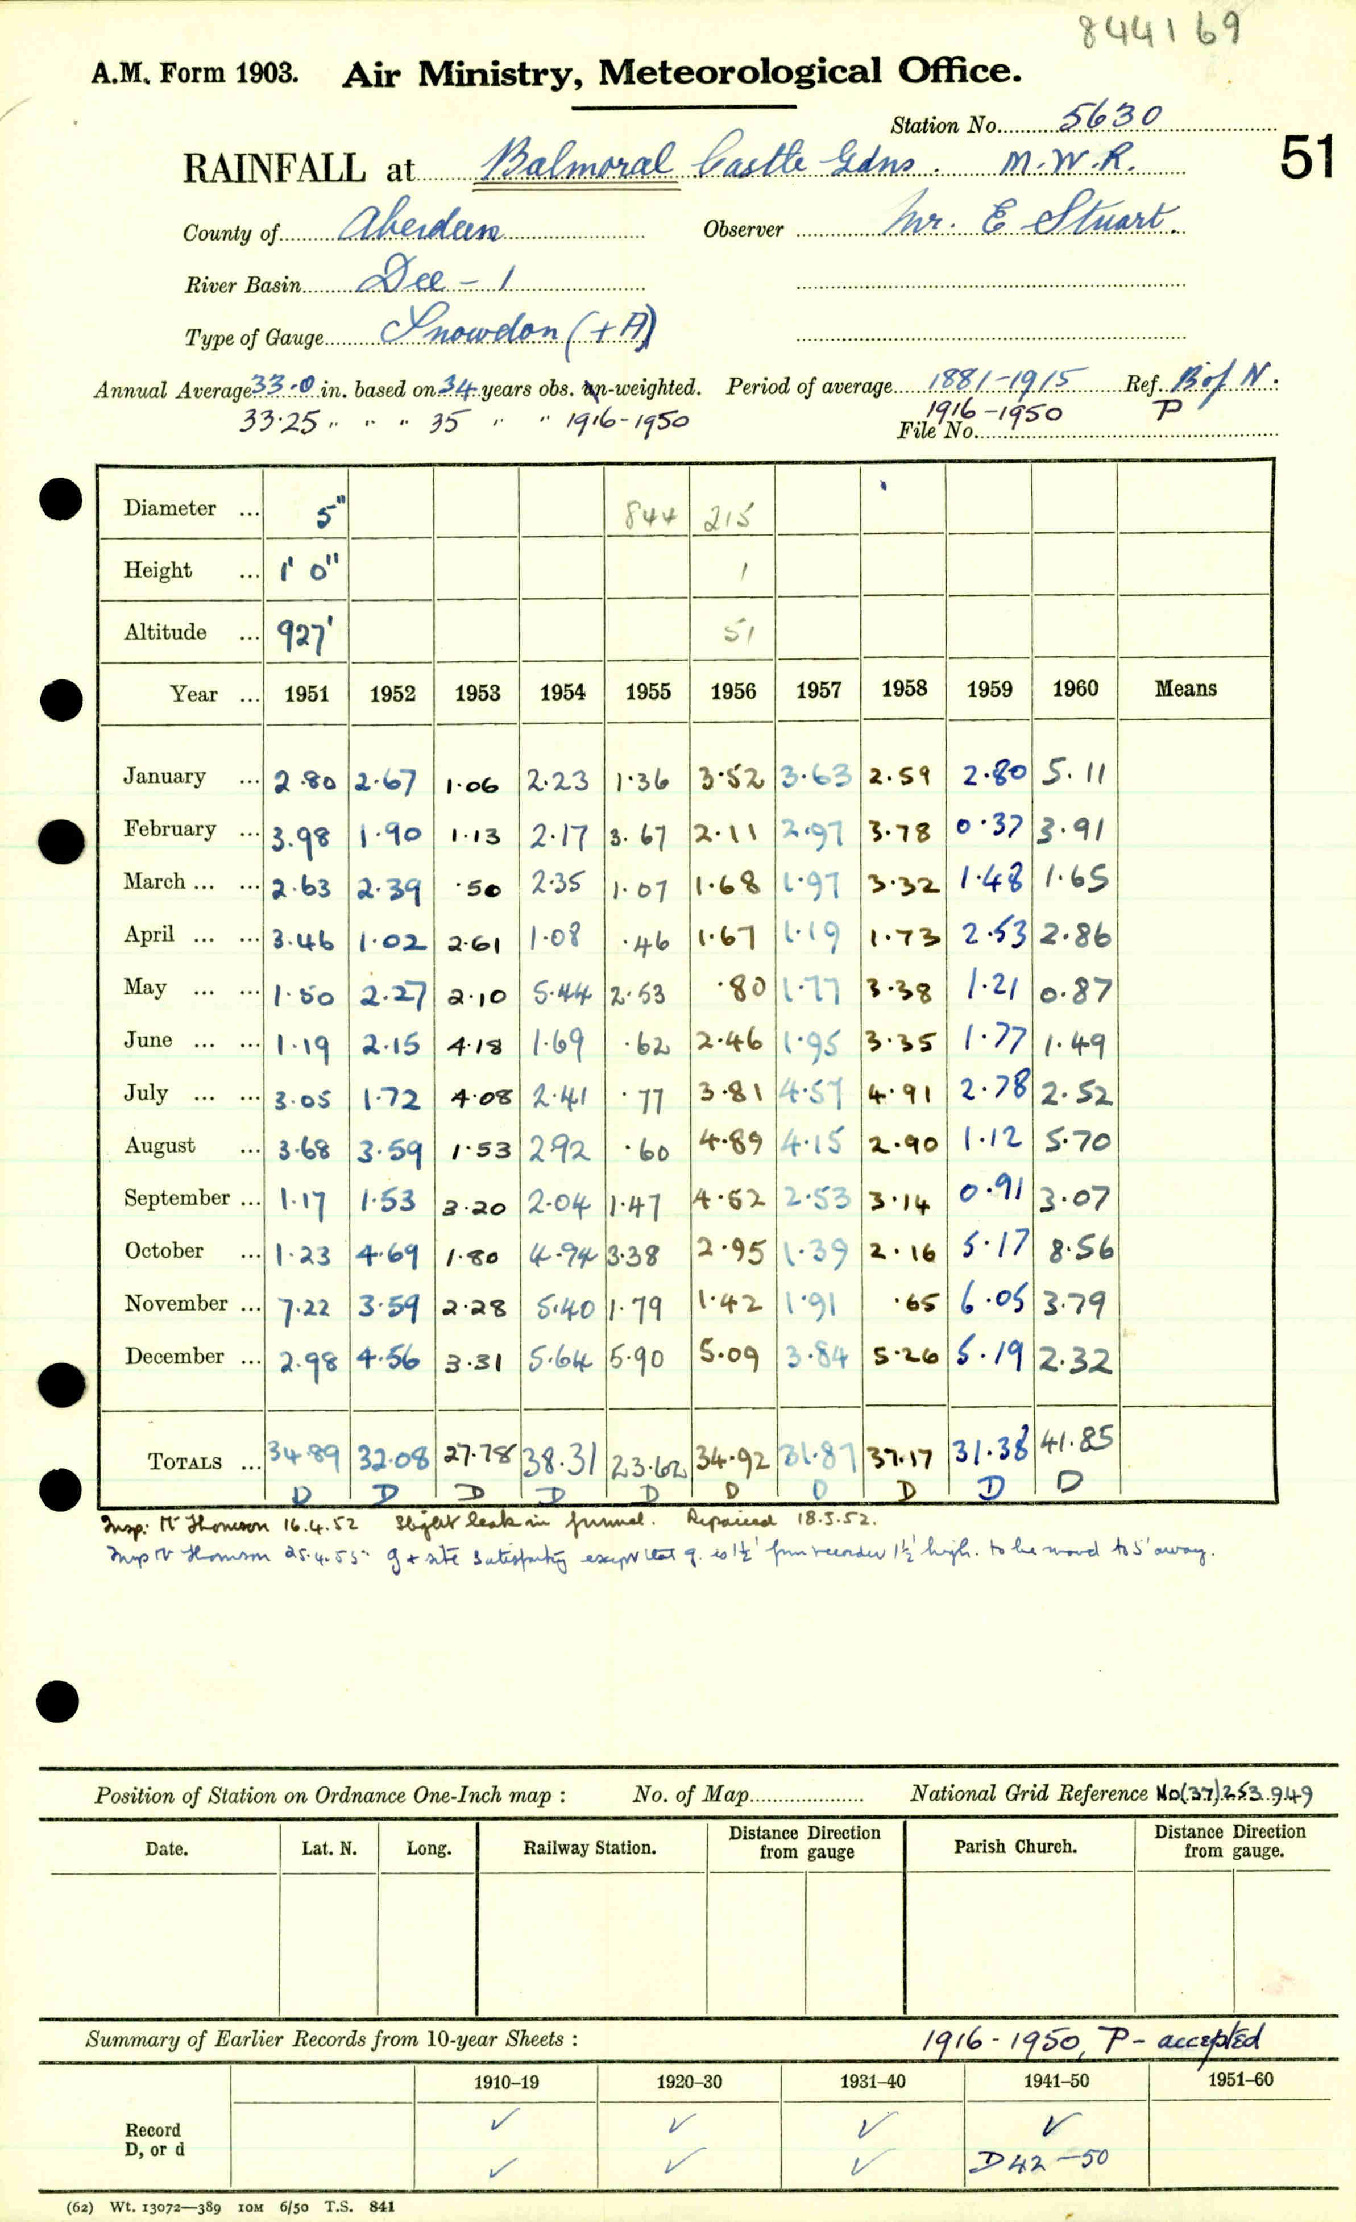 844169
A.M. Form 1903. Air Ministry, Meteorological Office.
Station No. 5630
RAINFALL at Balmoral Castle Gdns. M.W.R. 51
County of Aberdeen Observer Mr. E Stuart.
River Basin Dee - 1
Type of Gauge Snowdon (+A)
Annual Average 33.0 in. based on 34 years obs. un-weighted. Period of average 1881-1915 Ref. B of N.
33.25 " " " 35 " " 1916-1950 1916-1950 P
File No.
Diameter ... 5" 844 215
Height ... 1' 0" 1
Altitude ... 927' 51
Year ... 1951 1952 1953 1954 1955 1956 1957 1958 1959 1960 Means
January ... 2.80 2.67 1.06 2.23 1.36 3.52 3.63 2.59 2.80 5.11
February ... 3.98 1.90 1.13 2.17 3.67 2.11 2.97 3.78 0.37 3.91
March ... ... 2.63 2.39 .50 2.35 1.07 1.68 1.97 3.32 1.48 1.65
April ... ... 3.46 1.02 2.61 1.08 .46 1.67 1.19 1.73 2.53 2.86
May ... ... 1.50 2.27 2.10 5.44 2.53 .80 1.77 3.38 1.21 0.87
June ... ... 1.19 2.15 4.18 1.69 .62 2.46 1.95 3.35 1.77 1.49
July ... ... 3.05 1.72 4.08 2.41 .77 3.81 4.57 4.91 2.78 2.52
August ... 3.68 3.59 1.53 2.92 .60 4.89 4.15 2.90 1.12 5.70
September ... 1.17 1.53 3.20 2.04 1.47 4.52 2.53 3.14 0.91 3.07
October ... 1.23 4.69 1.80 4.94 3.38 2.95 1.39 2.16 5.17 8.56
November ... 7.22 3.59 2.28 5.40 1.79 1.42 1.91 .65 6.05 3.79
December ... 2.98 4.56 3.31 5.64 5.90 5.09 3.84 5.26 5.19 2.32
TOTALS ... 34.89 32.08 27.78 38.31 23.62 34.92 31.87 37.17 31.38 41.85
D D D D D D D D D D
Insp: Mr Thomson 16.4.52 Slight leak in funnel. Repaired 18.5.52.
Insp Mr Thomson 25.4.55 g + site satisfactory except that g. is 1½' from recorder 1½' high. to be moved to 5' away.
Position of Station on Ordnance One-Inch map : No. of Map National Grid Reference NO(37)253.949
Date. Lat. N. Long. Railway Station. Distance from gauge Direction Parish Church. Distance from gauge. Direction
Summary of Earlier Records from 10-year Sheets : 1916-1950, P - accepted
1910-19 1920-30 1931-40 1941-50 1951-60
Record ✓ ✓ ✓ ✓
D, or d ✓ ✓ ✓ D42-50
(62) Wt. 13072—389 10M 6/50 T.S. 841